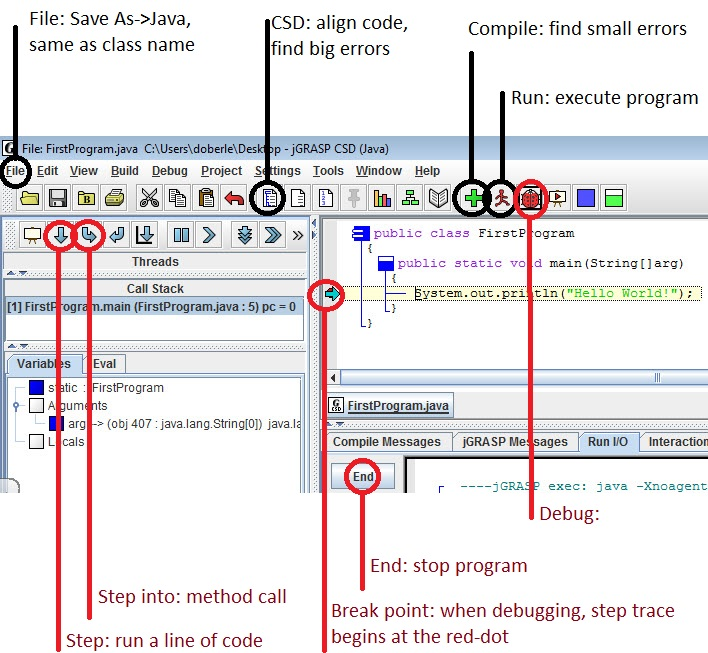 File: Save As->Java,
same as class name
CSD: align code,
find big errors
Compile: find small errors
Run: execute program
File: FirstProgram.java C:\Users\doberle\Desktop - jGRASP CSD (Java)
File Edit View Build Debug Project Settings Tools Window Help
Threads
Call Stack
[1] FirstProgram.main (FirstProgram.java : 5) pc = 0
Variables Eval
static : FirstProgram
Arguments
arg -> (obj 407 : java.lang.String[0]) java.la
Locals
public class FirstProgram
{
public static void main(String[]arg)
{
System.out.println("Hello World!");
}
}
FirstProgram.java
Compile Messages jGRASP Messages Run I/O Interaction
End
----jGRASP exec: java -Xnoagent
Debug:
End: stop program
Step into: method call
Break point: when debugging, step trace
begins at the red-dot
Step: run a line of code